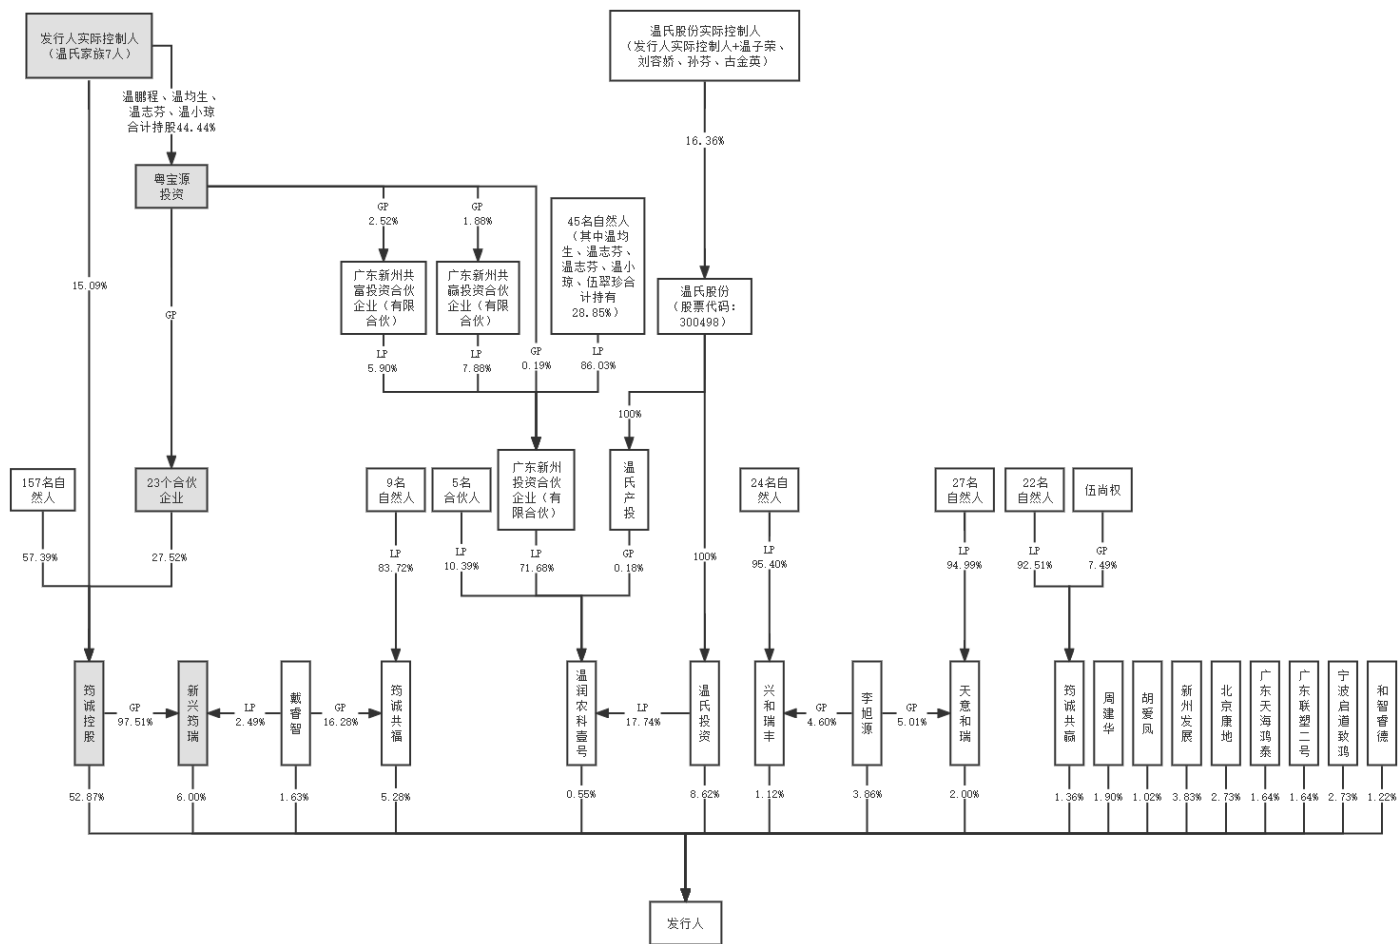 发行人实际控制人
（温氏家族7人）
温氏股份实际控制人
（发行人实际控制人+温子荣、
刘容娇、孙芬、古金英）
温鹏程、温均生、
温志芬、温小琼
合计持股44.44%
16.36%
粤宝源
投资
GP
2.52%
GP
1.88%
45名自然人
（其中温均
生、温志芬、
温志芬、温小
琼、伍翠珍合
计持有
28.85%）
15.09%
GP
广东新州共
富投资合伙
企业（有限
合伙）
广东新州共
赢投资合伙
企业（有限
合伙）
温氏股份
（股票代码：
300498）
LP
5.90%
LP
7.88%
GP
0.19%
LP
86.03%
100%
157名自
然人
23个合伙
企业
9名
自然人
5名
合伙人
广东新州
投资合伙
企业（有
限合伙）
温氏产投
24名自
然人
27名
自然人
22名
自然人
伍尚权
57.39%
27.52%
LP
83.72%
LP
10.39%
LP
71.68%
GP
0.18%
100%
LP
95.40%
LP
94.99%
LP
92.51%
GP
7.49%
筠诚控股
GP
97.51%
新兴筠瑞
LP
2.49%
戴睿智
GP
16.28%
筠诚共福
温润农科壹号
LP
17.74%
温氏投资
兴和瑞丰
GP
4.60%
李旭源
GP
5.01%
天意和瑞
筠诚共赢
周建华
胡爱凤
新州发展
北京康地
广东天海鸿泰
广东联塑二号
宁波启道致鸿
和智睿德
52.87%
6.00%
1.63%
5.28%
0.55%
8.62%
1.12%
3.86%
2.00%
1.36%
1.90%
1.02%
3.83%
2.73%
1.64%
1.64%
2.73%
1.22%
发行人